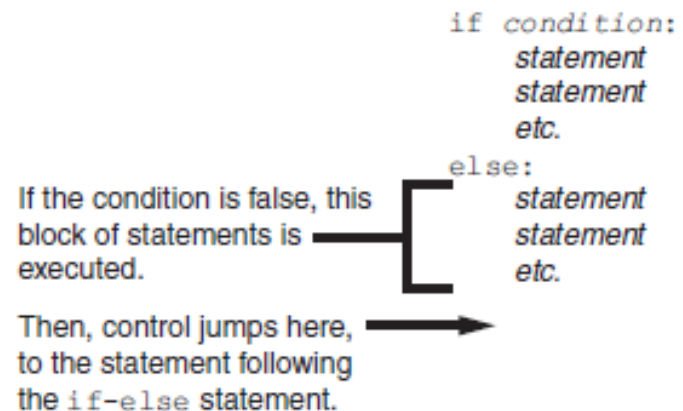 if condition:
statement
statement
etc.
else:
statement
statement
etc.
If the condition is false, this
block of statements is
executed.
Then, control jumps here,
to the statement following
the if-else statement.